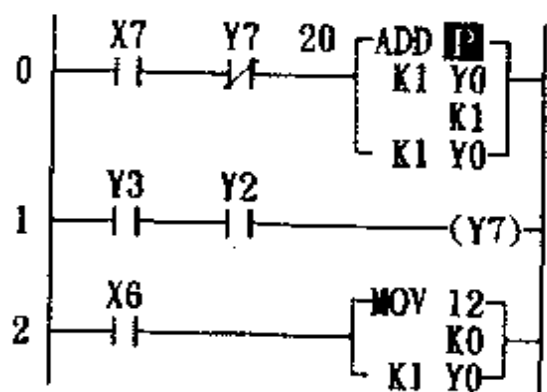 X7 Y7 20 ADD P
0 K1 Y0
K1
K1 Y0
Y3 Y2
1 (Y7)
X6 MOV 12
2 K0
K1 Y0